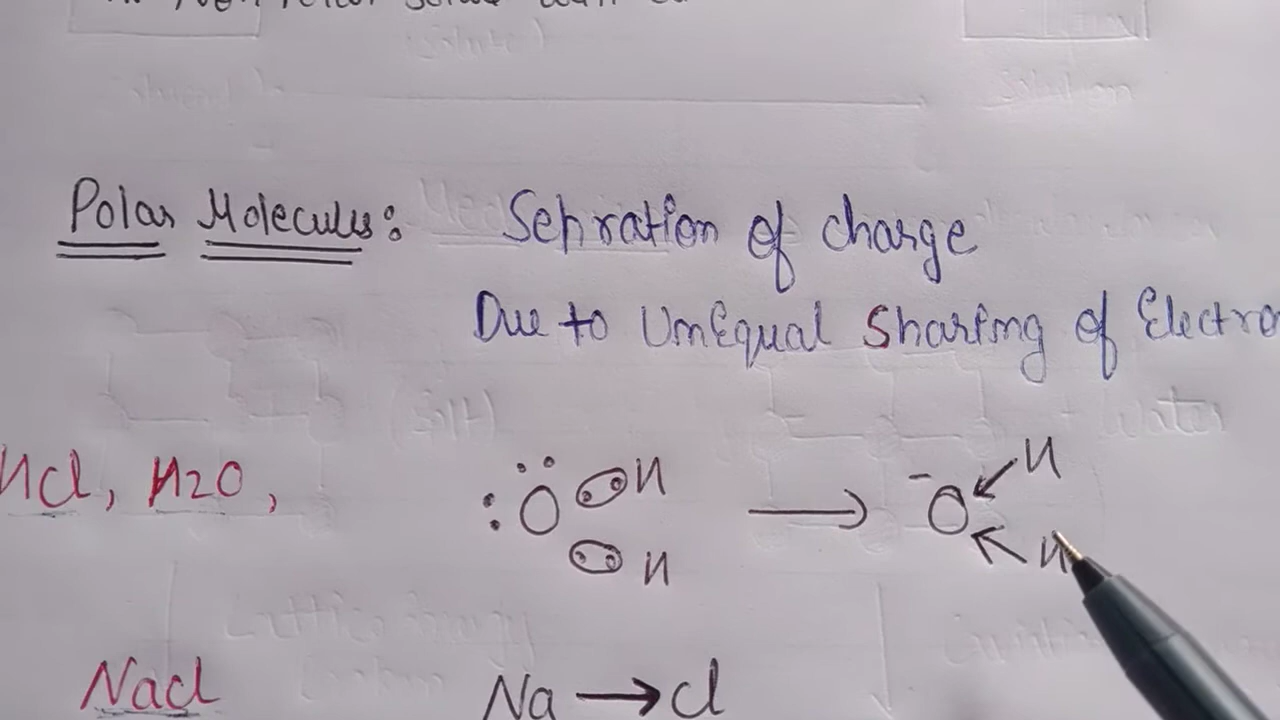 Polar Molecules:
Sepration of charge
Due to UnEqual Sharing of Electro
HCl, H2O,
O H H → - O H H
NaCl
Na → Cl